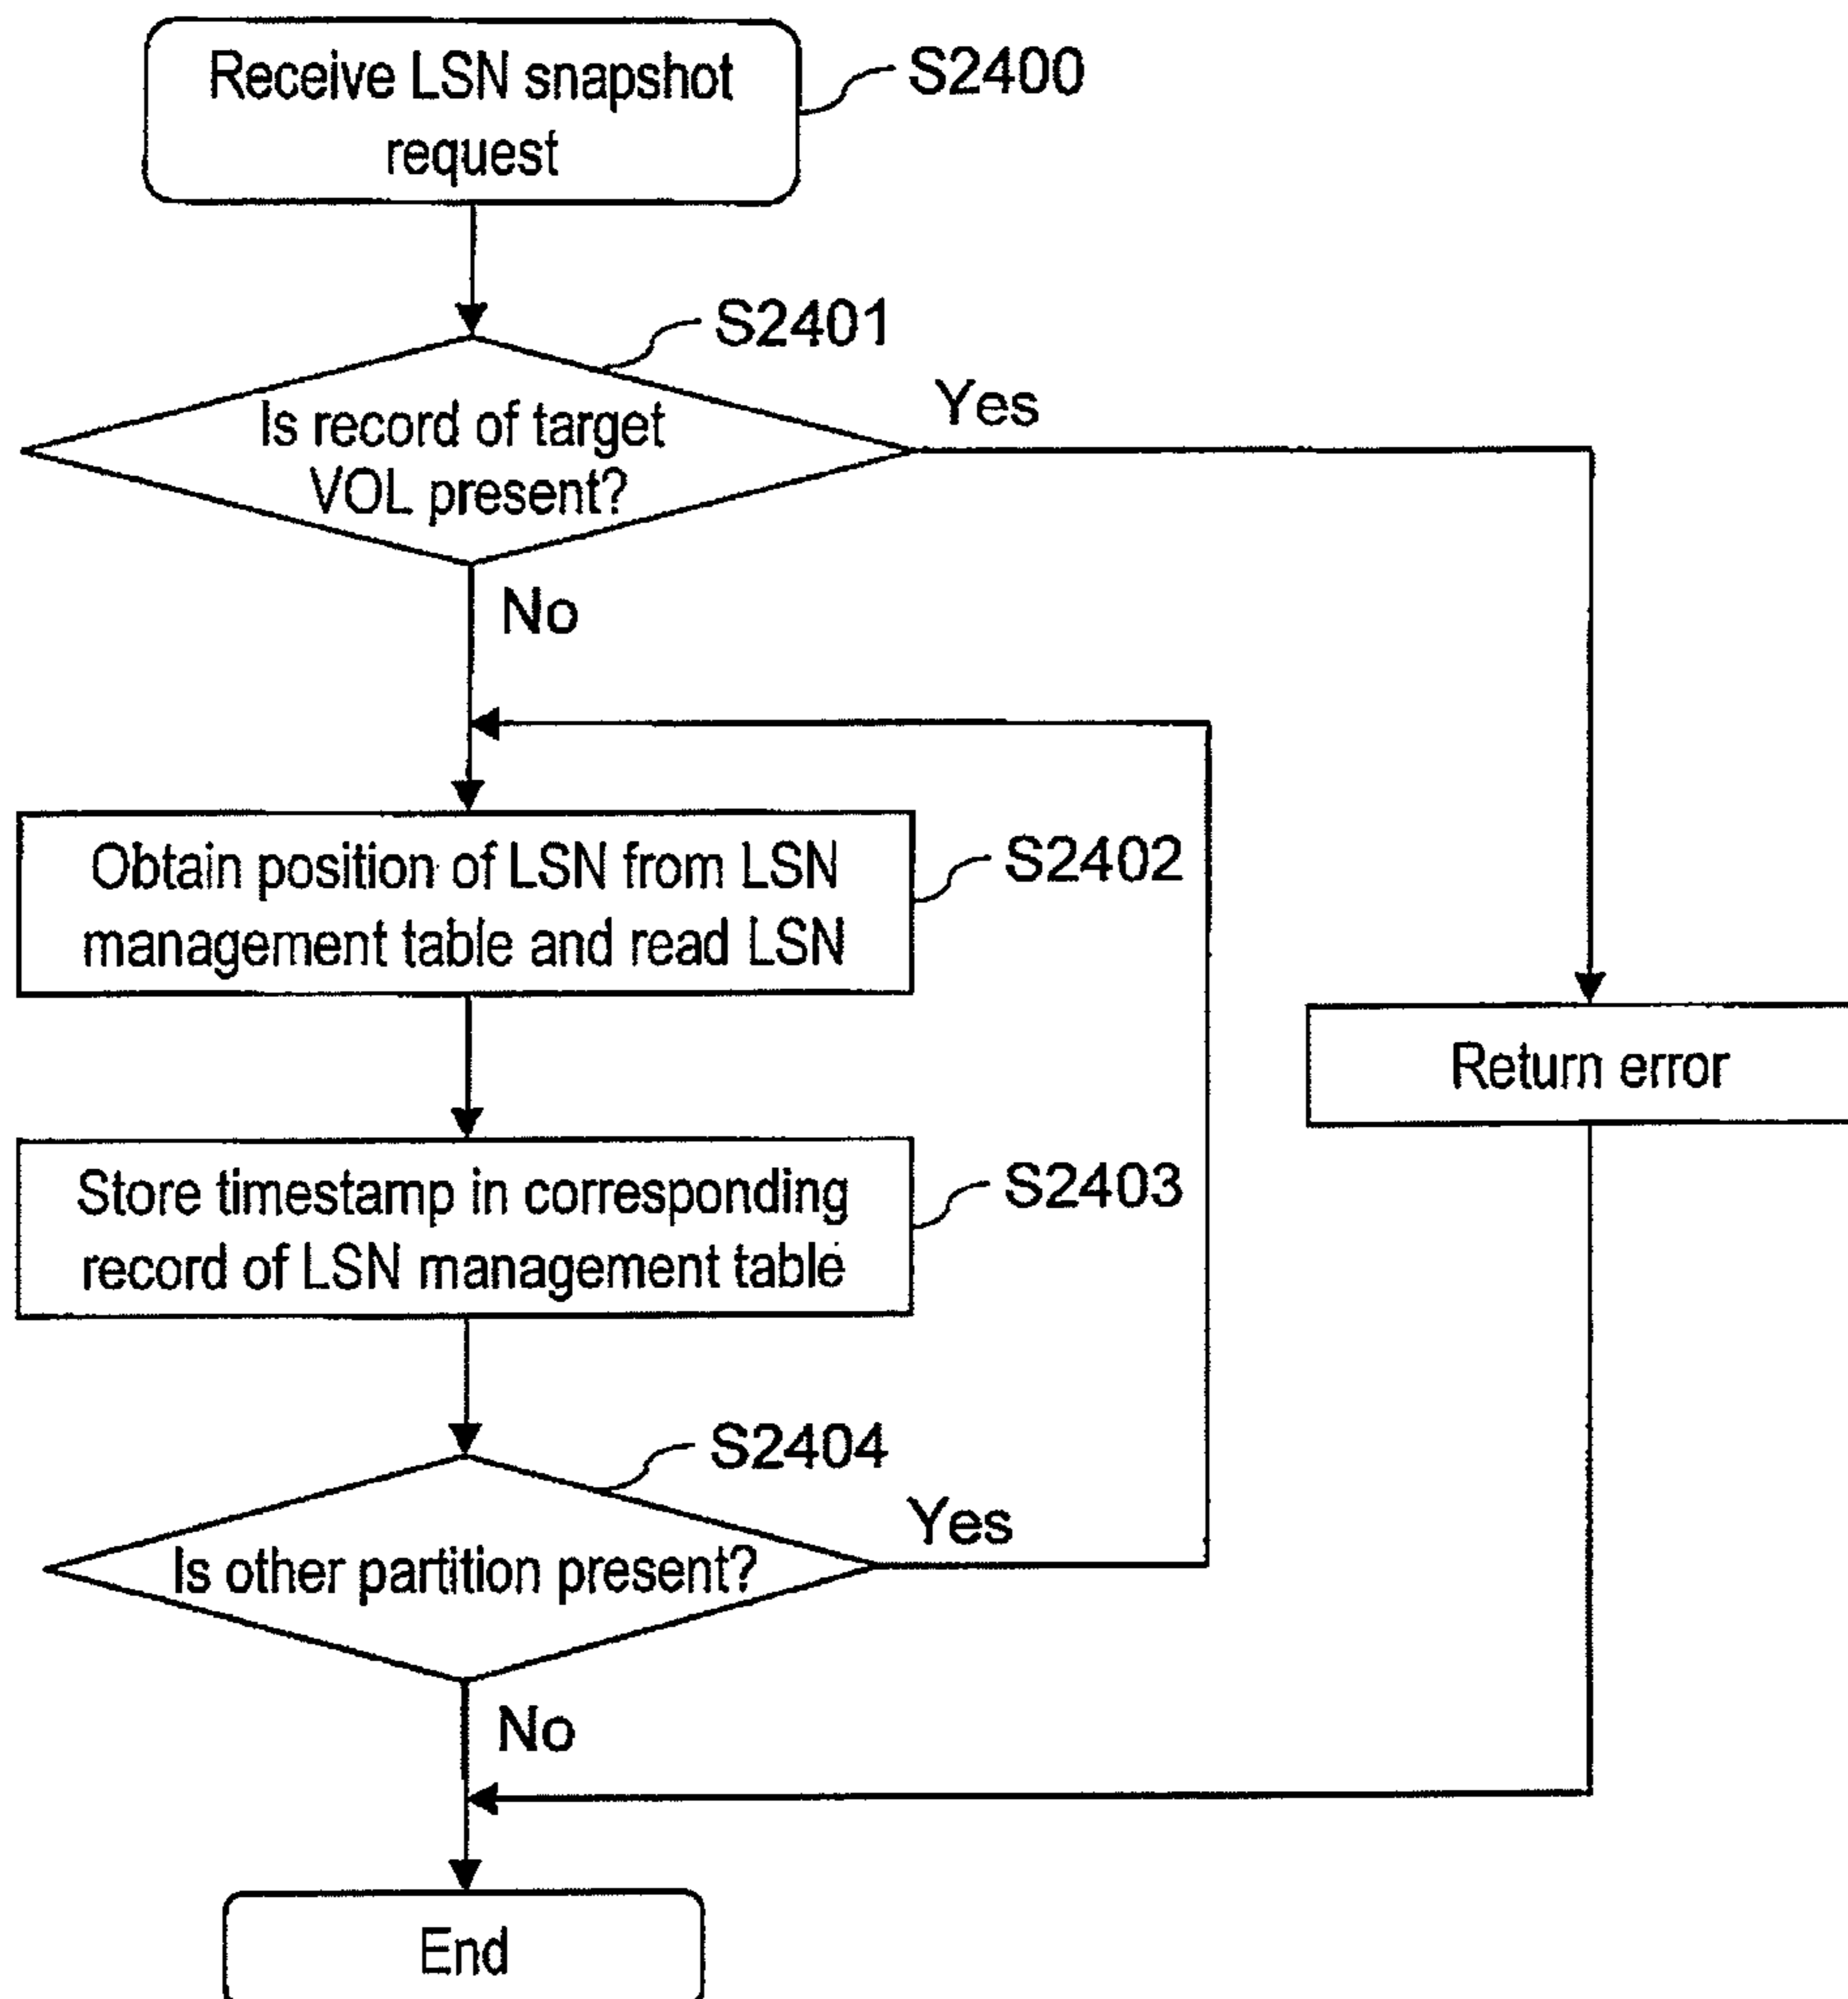 Receive LSN snapshot
request
S2400
S2401
Is record of target
VOL present?
Yes
No
Obtain position of LSN from LSN
management table and read LSN
S2402
Return error
Store timestamp in corresponding
record of LSN management table
S2403
S2404
Is other partition present?
Yes
No
End